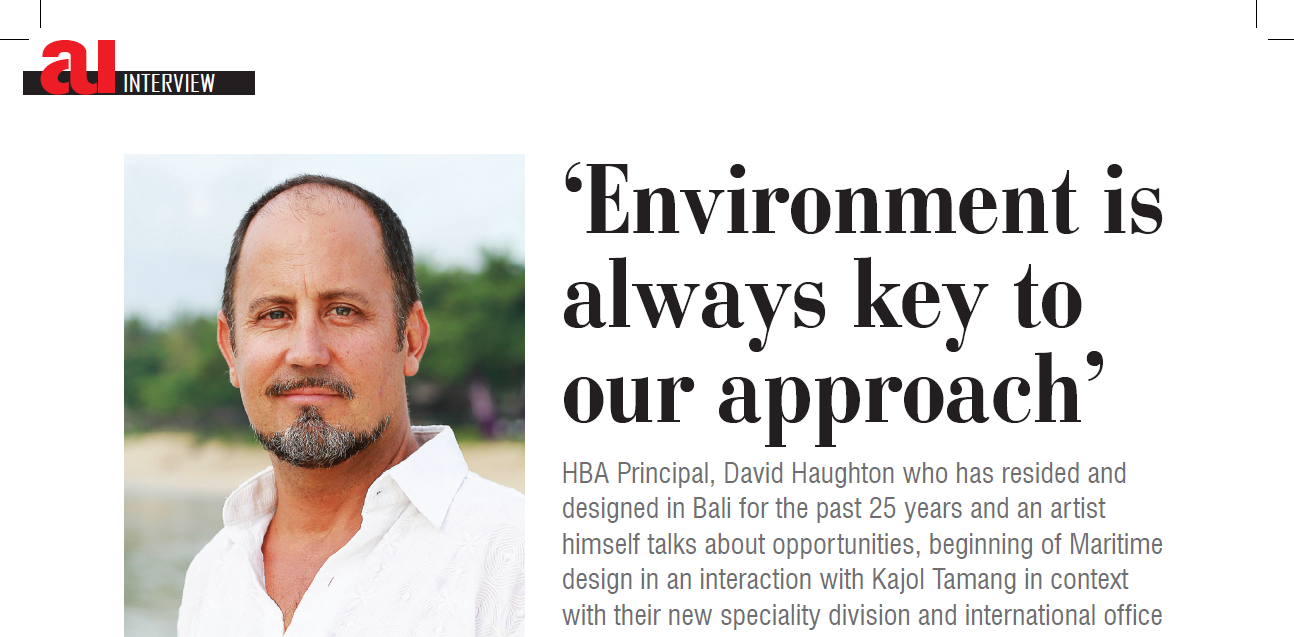 au INTERVIEW
‘Environment is
always key to
our approach’
HBA Principal, David Haughton who has resided and
designed in Bali for the past 25 years and an artist
himself talks about opportunities, beginning of Maritime
design in an interaction with Kajol Tamang in context
with their new speciality division and international office